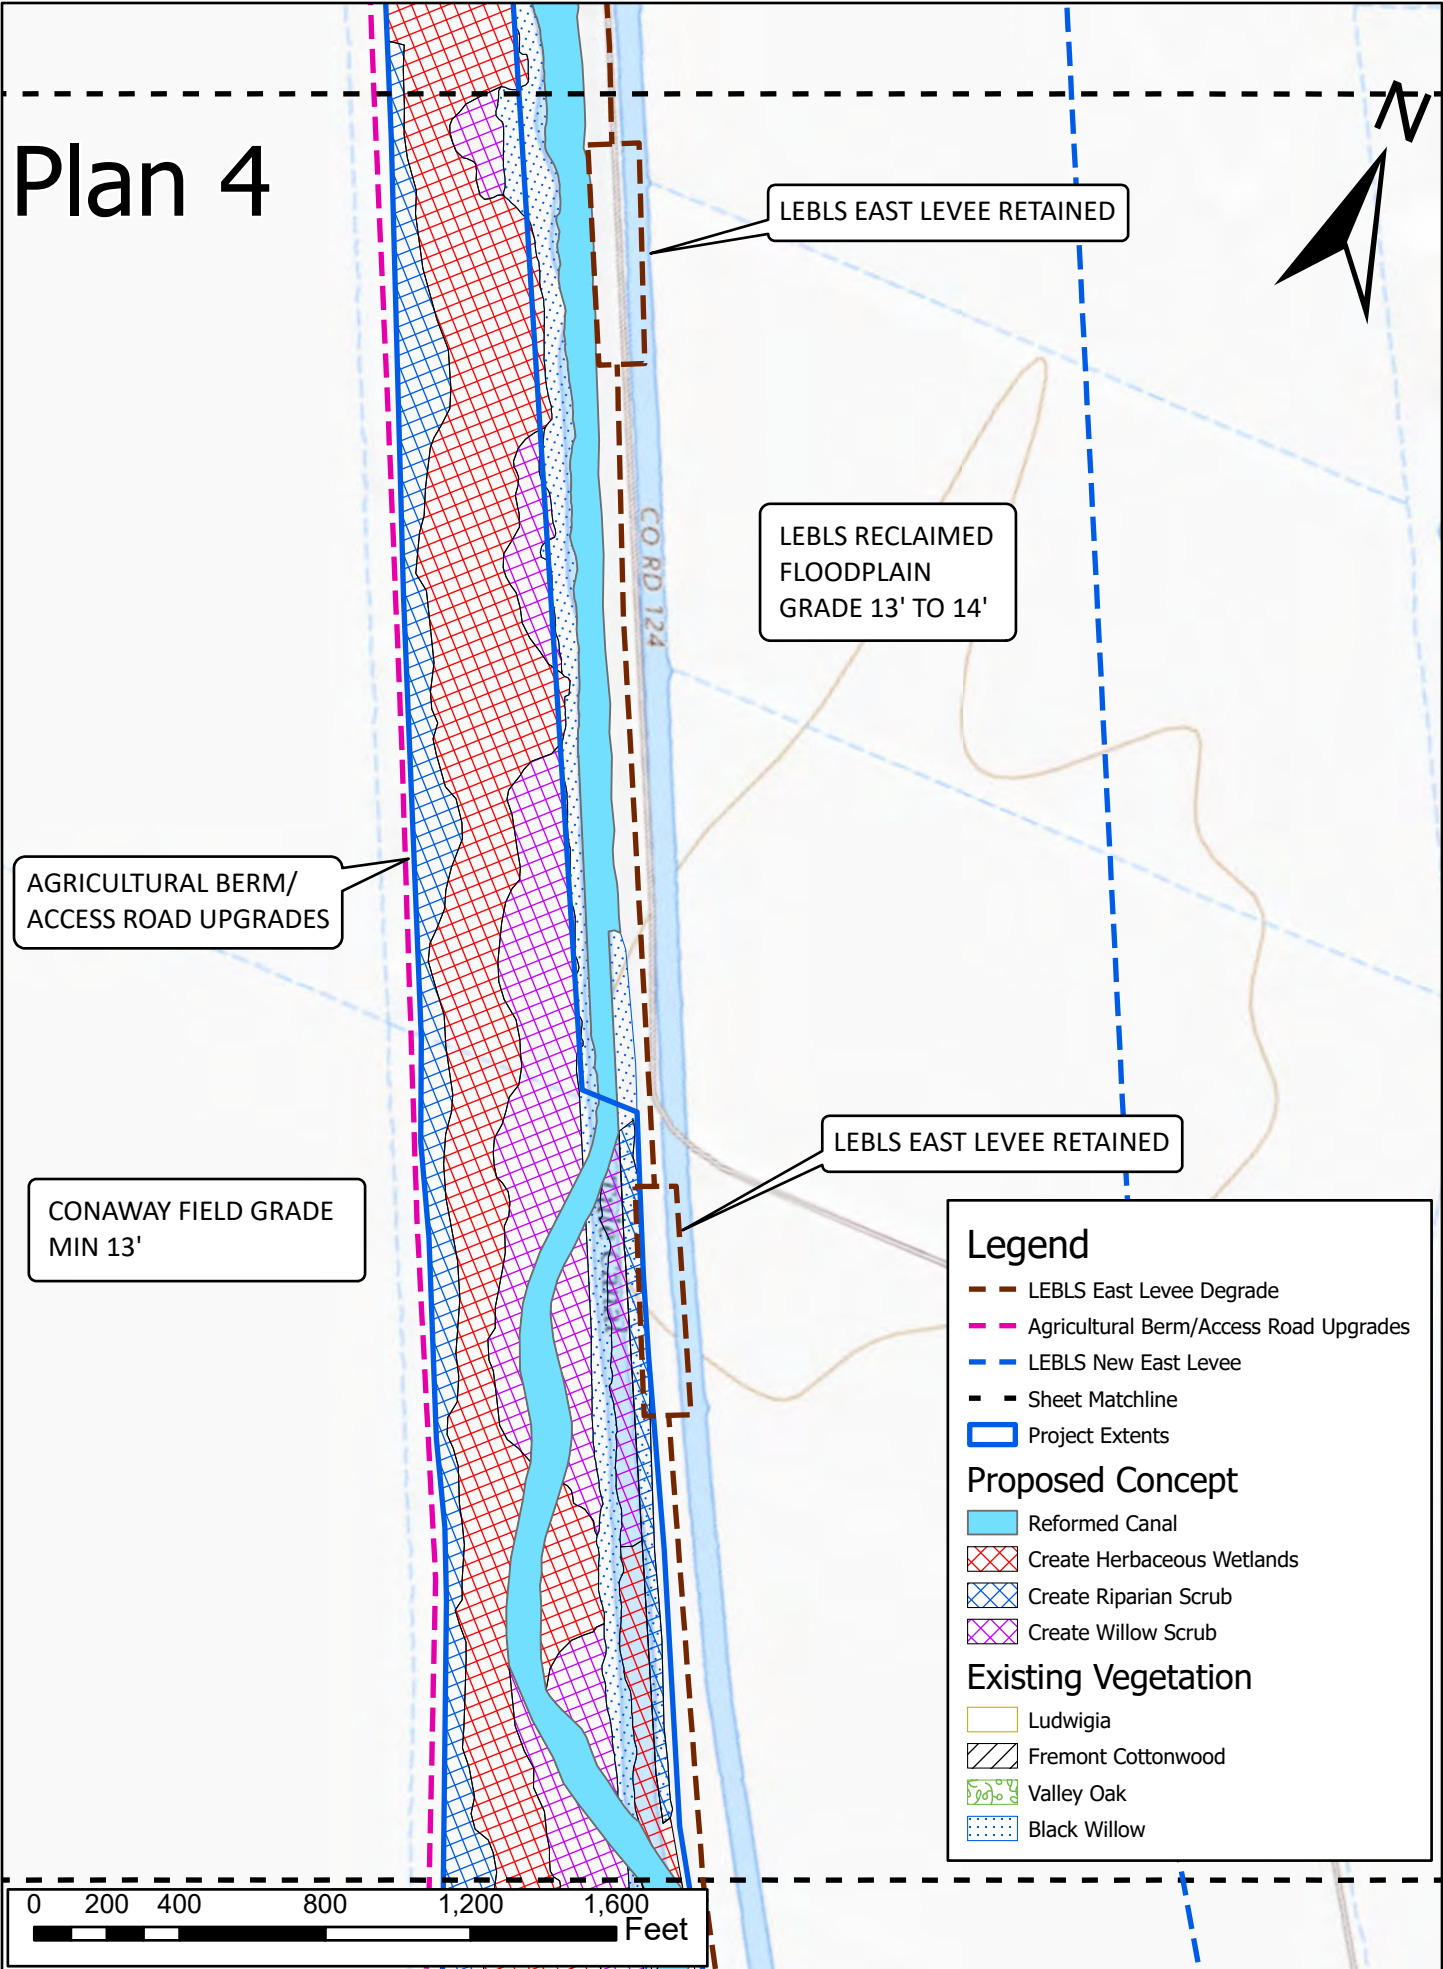 N
Plan 4
LEBLS EAST LEVEE RETAINED
CO RD 124
LEBLS RECLAIMED
FLOODPLAIN
GRADE 13' TO 14'
AGRICULTURAL BERM/
ACCESS ROAD UPGRADES
LEBLS EAST LEVEE RETAINED
CONAWAY FIELD GRADE
MIN 13'
Legend
LEBLS East Levee Degrade
Agricultural Berm/Access Road Upgrades
LEBLS New East Levee
Sheet Matchline
Project Extents
Proposed Concept
Reformed Canal
Create Herbaceous Wetlands
Create Riparian Scrub
Create Willow Scrub
Existing Vegetation
Ludwigia
Fremont Cottonwood
Valley Oak
Black Willow
0 200 400 800 1,200 1,600
Feet